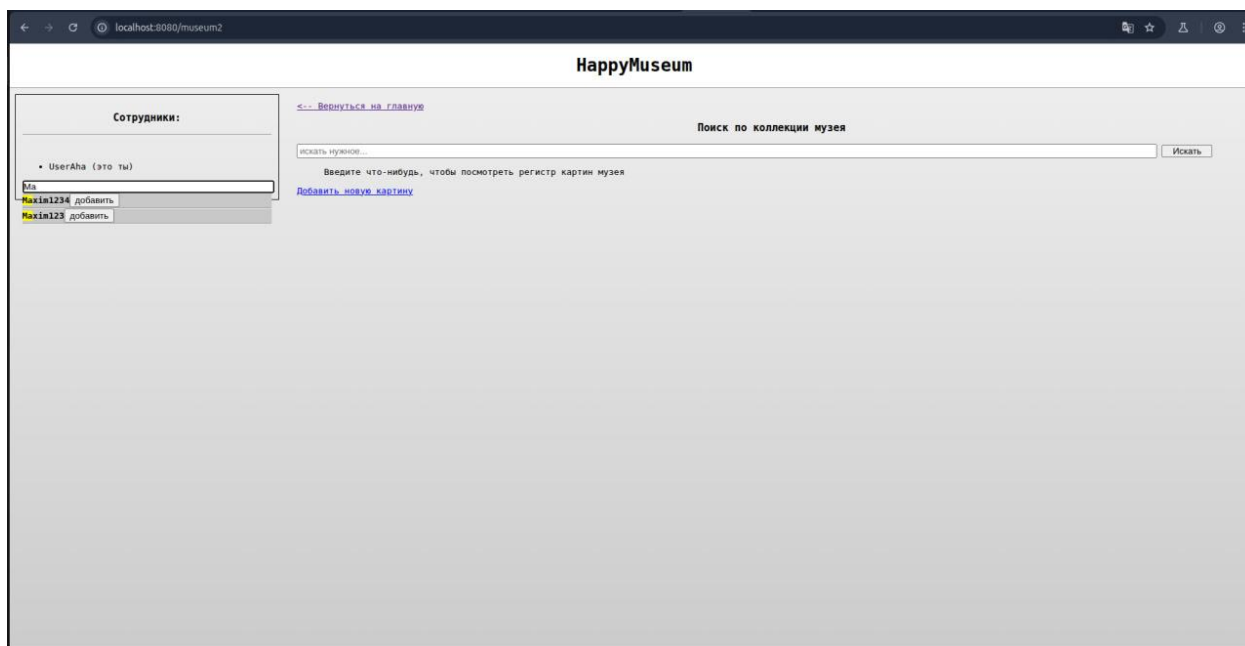 localhost:8080/museum2
HappyMuseum
Сотрудники:
• UserAha (это ты)
Ma
Maxim1234 добавить
Maxim123 добавить
<-- Вернуться на главную
Поиск по коллекции музея
искать нужное... Искать
Введите что-нибудь, чтобы посмотреть регистр картин музея
Добавить новую картину